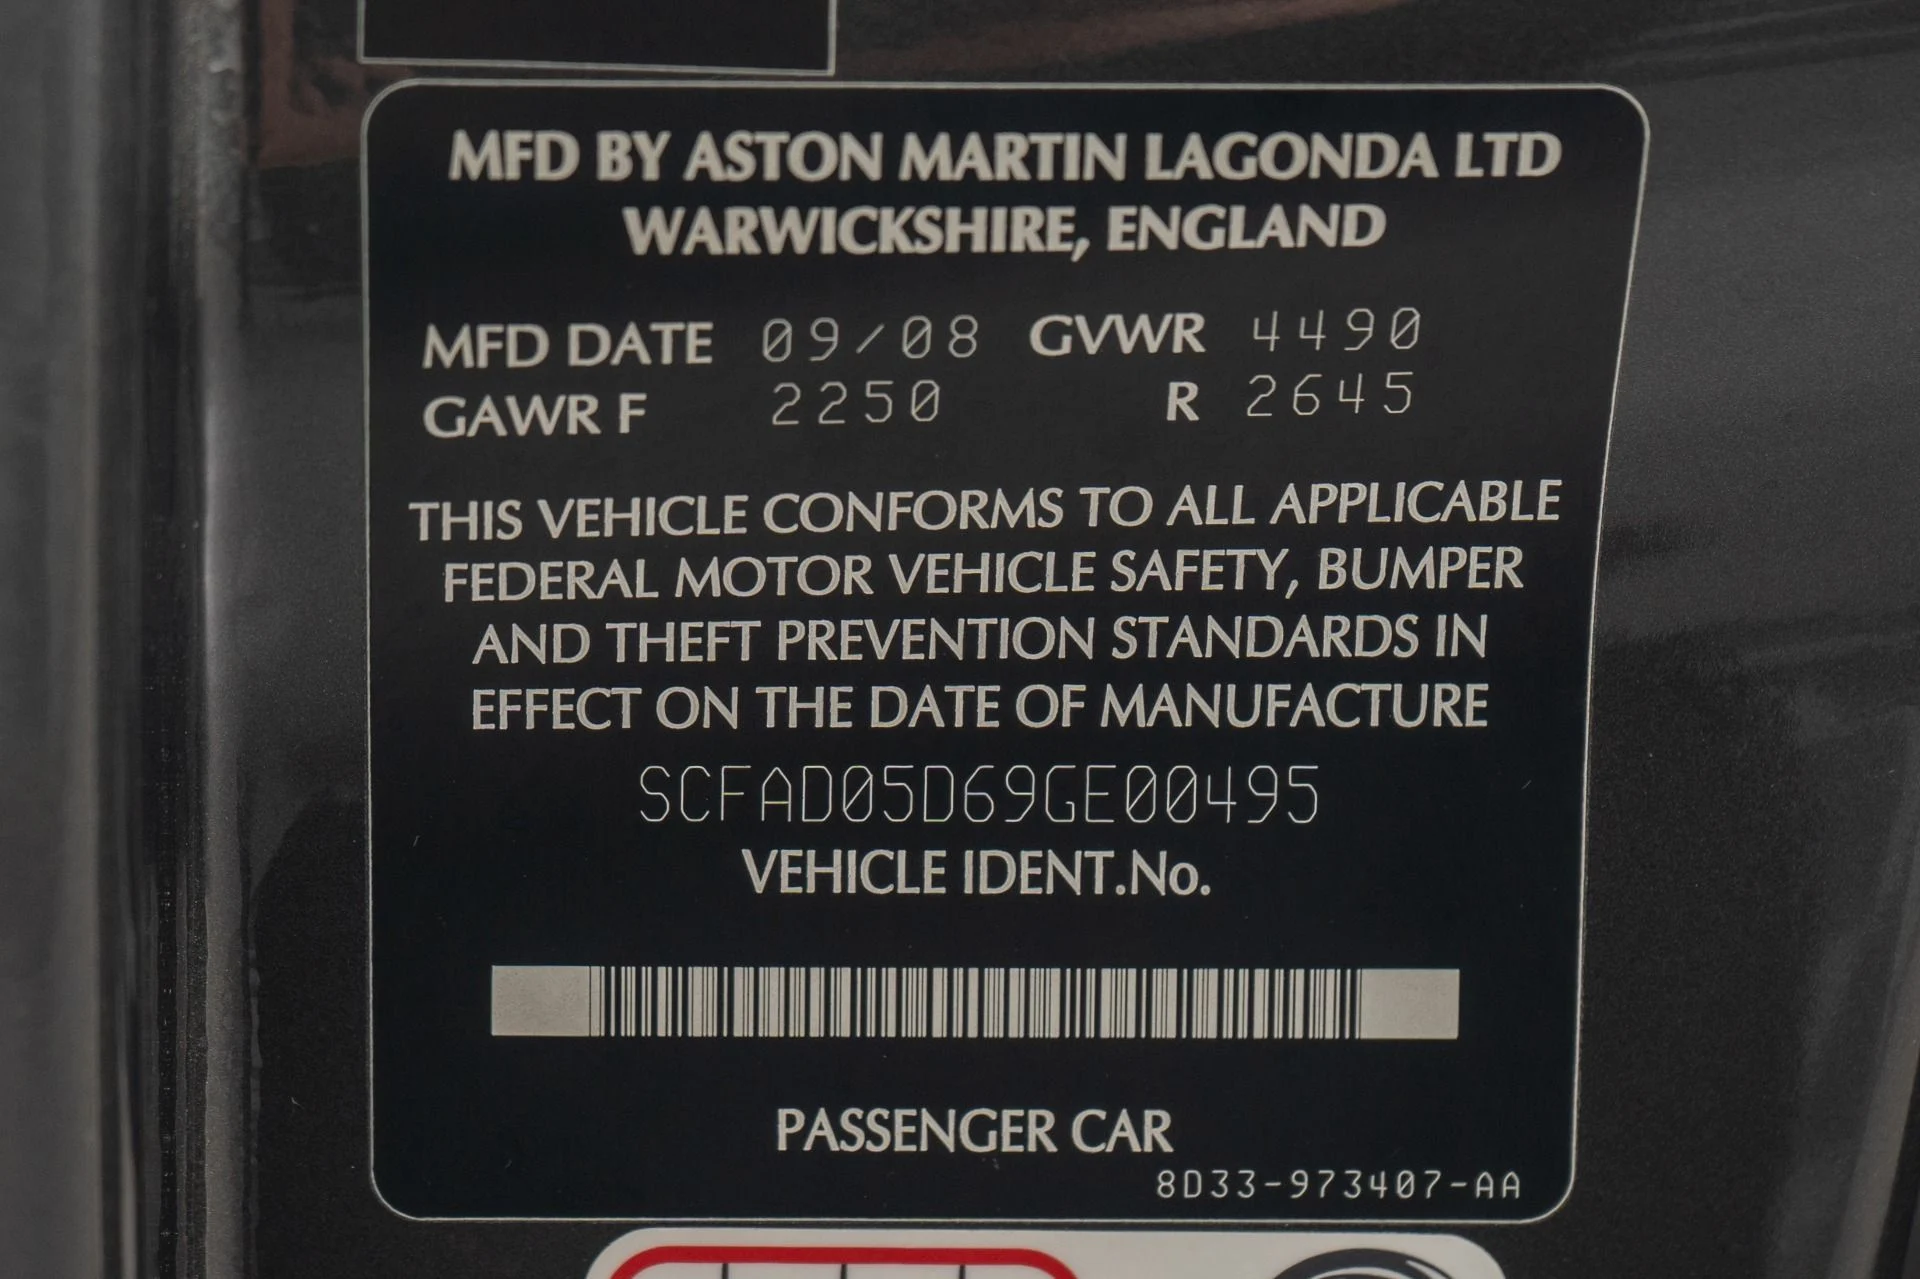 MFD BY ASTON MARTIN LAGONDA LTD
WARWICKSHIRE, ENGLAND
MFD DATE 09/08 GVWR 4490
GAWR F 2250 R 2645
THIS VEHICLE CONFORMS TO ALL APPLICABLE
FEDERAL MOTOR VEHICLE SAFETY, BUMPER
AND THEFT PREVENTION STANDARDS IN
EFFECT ON THE DATE OF MANUFACTURE
SCFAD05D69GE00495
VEHICLE IDENT.No.
PASSENGER CAR
8D33-973407-AA